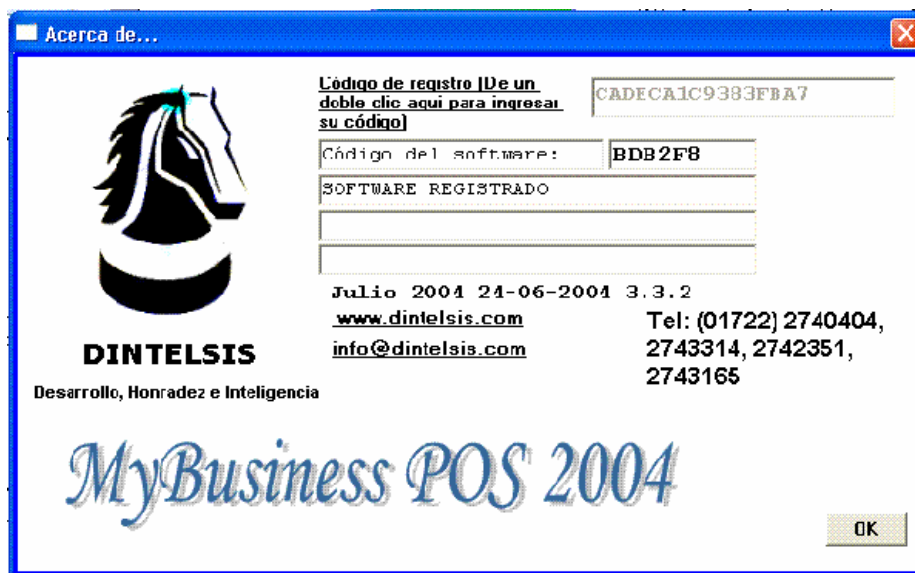 Acerca de...
Código de registro (De un
doble clic aqui para ingresar
su código)
CADECA1C9383FBA7
Código del software:
BDB2F8
SOFTWARE REGISTRADO
Julio 2004 24-06-2004 3.3.2
www.dintelsis.com
info@dintelsis.com
Tel: (01722) 2740404,
2743314, 2742351,
2743165
DINTELSIS
Desarrollo, Honradez e Inteligencia
MyBusiness POS 2004
OK